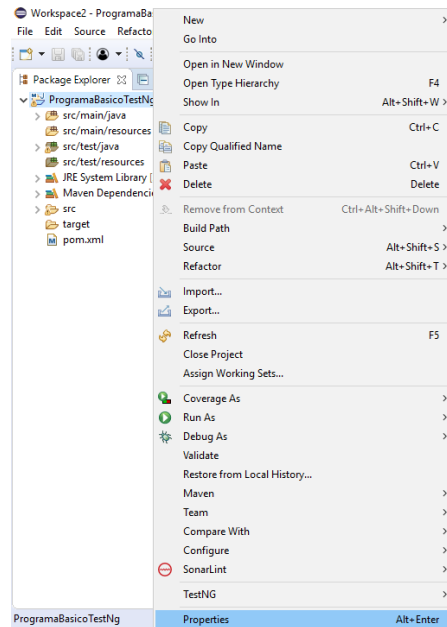 Workspace2 - ProgramaBa
File Edit Source Refacto
Package Explorer
ProgramaBasicoTestNg
src/main/java
src/main/resources
src/test/java
src/test/resources
JRE System Library [
Maven Dependenci
src
target
pom.xml
ProgramaBasicoTestNg
New
Go Into
Open in New Window
Open Type Hierarchy F4
Show In Alt+Shift+W
Copy Ctrl+C
Copy Qualified Name
Paste Ctrl+V
Delete Delete
Remove from Context Ctrl+Alt+Shift+Down
Build Path
Source Alt+Shift+S
Refactor Alt+Shift+T
Import...
Export...
Refresh F5
Close Project
Assign Working Sets...
Coverage As
Run As
Debug As
Validate
Restore from Local History...
Maven
Team
Compare With
Configure
SonarLint
TestNG
Properties Alt+Enter